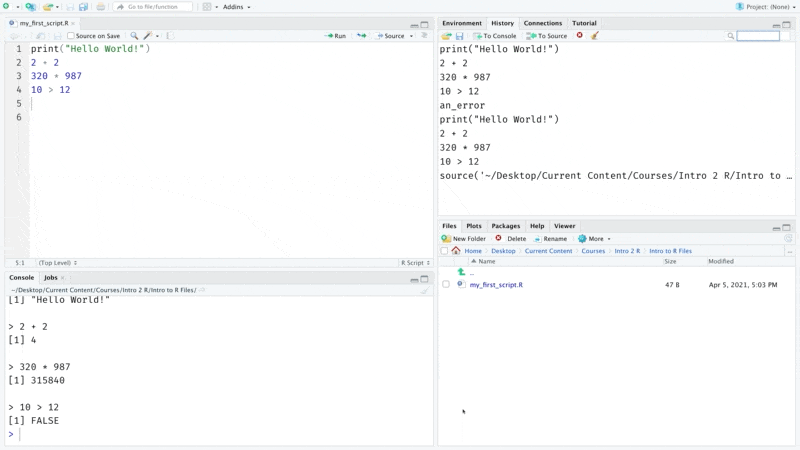 Go to file/function
Addins
Project: (None)
my_first_script.R
Source on Save
Run
Source
1 print("Hello World!")
2 2 + 2
3 320 * 987
4 10 > 12
5
6
5:1 (Top Level) R Script
Console Jobs
~/Desktop/Current Content/Courses/Intro 2 R/Intro to R Files/
[1] "Hello World!"
> 2 + 2
[1] 4
> 320 * 987
[1] 315840
> 10 > 12
[1] FALSE
>
Environment History Connections Tutorial
To Console To Source
print("Hello World!")
2 + 2
320 * 987
10 > 12
an_error
print("Hello World!")
2 + 2
320 * 987
10 > 12
source('~/Desktop/Current Content/Courses/Intro 2 R/Intro to …
Files Plots Packages Help Viewer
New Folder Delete Rename More
Home Desktop Current Content Courses Intro 2 R Intro to R Files ...
Name Size Modified
..
my_first_script.R 47 B Apr 5, 2021, 5:03 PM